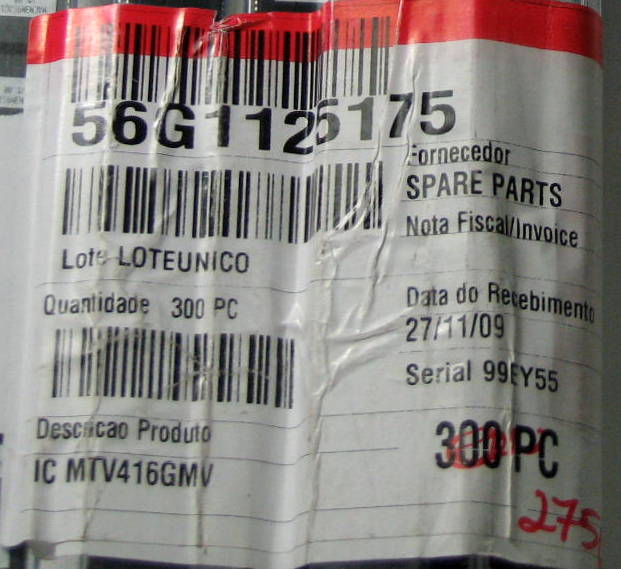 56G1125175
Fornecedor
SPARE PARTS
Nota Fiscal/Invoice
Lote LOTEUNICO
Quantidade 300 PC
Data do Recebimento
27/11/09
Serial 99EY55
Descricao Produto
IC MTV416GMV
300 PC
275